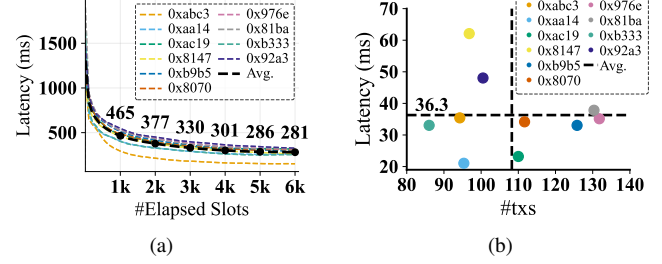 Latency (ms)
1500
1000
500
0xabc3
0xaa14
0xac19
0x8147
0xb9b5
0x8070
0x976e
0x81ba
0xb333
0x92a3
Avg.
465
377
330
301
286
281
1k
2k
3k
4k
5k
6k
#Elapsed Slots
(a)
Latency (ms)
70
60
50
40
30
20
36.3
0xabc3
0xaa14
0xac19
0x8147
0xb9b5
0x8070
0x976e
0x81ba
0xb333
0x92a3
Avg.
80
100
110
120
130
140
#txs
(b)